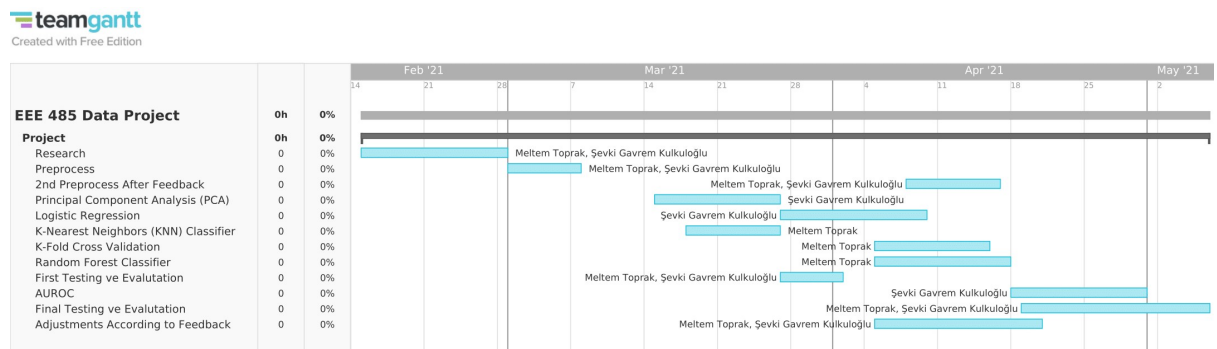 teamgantt
Created with Free Edition
Feb '21 Mar '21 Apr '21 May '21
14 21 28 7 14 21 28 4 11 18 25 2
EEE 485 Data Project 0h 0%
Project 0h 0%
Research 0 0% Meltem Toprak, Şevki Gavrem Kulkuloğlu
Preprocess 0 0% Meltem Toprak, Şevki Gavrem Kulkuloğlu
2nd Preprocess After Feedback 0 0% Meltem Toprak, Şevki Gavrem Kulkuloğlu
Principal Component Analysis (PCA) 0 0% Şevki Gavrem Kulkuloğlu
Logistic Regression 0 0% Şevki Gavrem Kulkuloğlu
K-Nearest Neighbors (KNN) Classifier 0 0% Meltem Toprak
K-Fold Cross Validation 0 0% Meltem Toprak
Random Forest Classifier 0 0% Meltem Toprak
First Testing ve Evalutation 0 0% Meltem Toprak, Şevki Gavrem Kulkuloğlu
AUROC 0 0% Şevki Gavrem Kulkuloğlu
Final Testing ve Evalutation 0 0% Meltem Toprak, Şevki Gavrem Kulkuloğlu
Adjustments According to Feedback 0 0% Meltem Toprak, Şevki Gavrem Kulkuloğlu